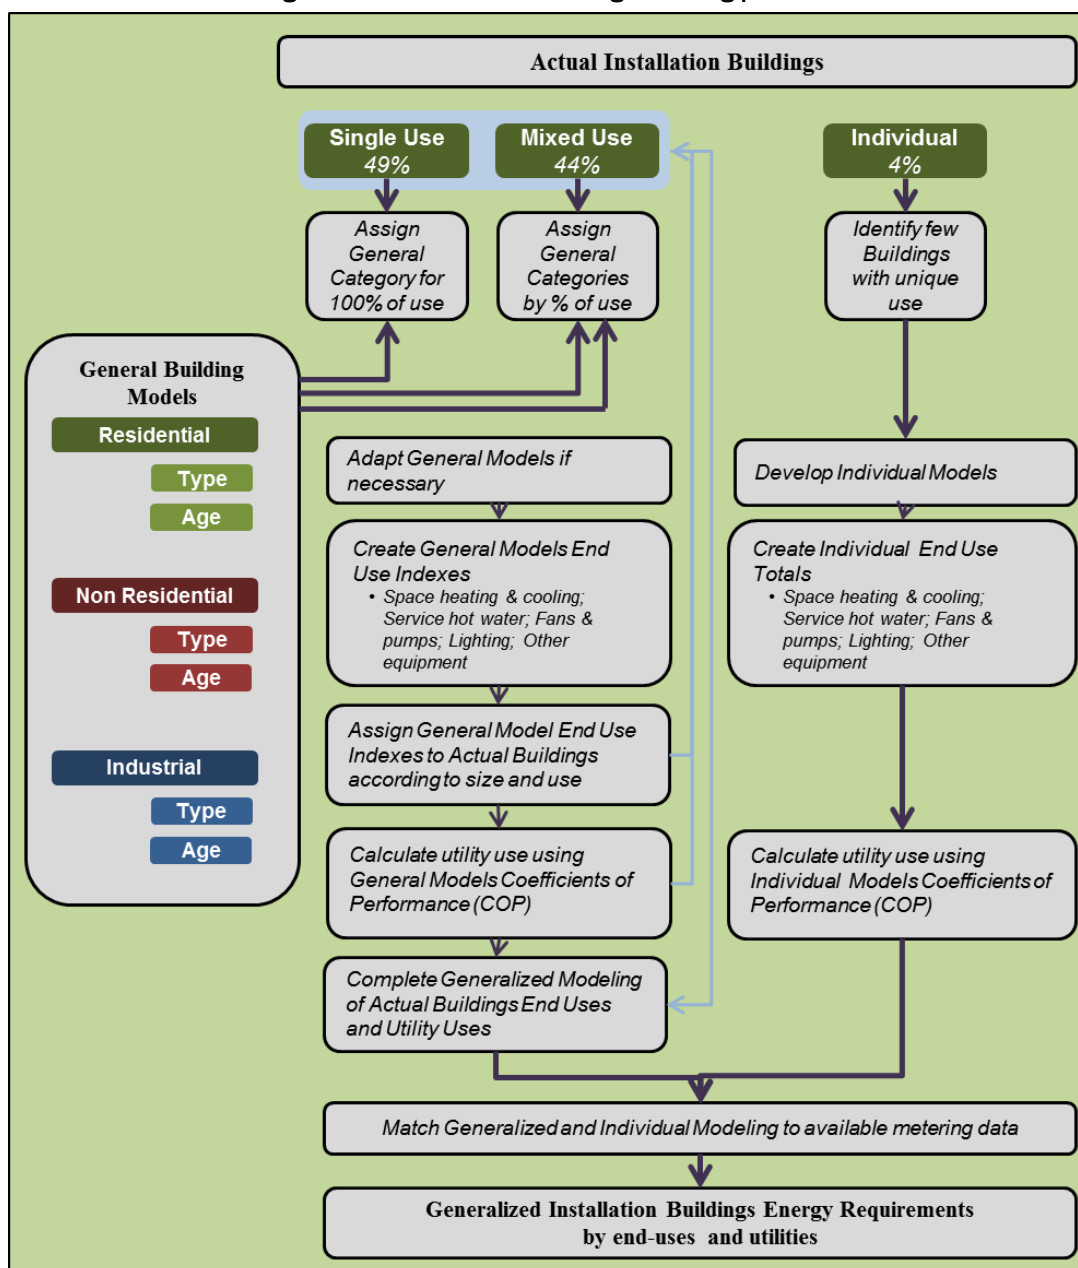 Actual Installation Buildings
Single Use
49%
Mixed Use
44%
Individual
4%
Assign
General
Category for
100% of use
Assign
General
Categories
by % of use
Identify few
Buildings
with unique
use
General Building
Models
Residential
Type
Age
Non Residential
Type
Age
Industrial
Type
Age
Adapt General Models if
necessary
Create General Models End
Use Indexes
• Space heating & cooling;
Service hot water; Fans &
pumps; Lighting; Other
equipment
Assign General Model End Use
Indexes to Actual Buildings
according to size and use
Calculate utility use using
General Models Coefficients
of Performance (COP)
Complete Generalized Modeling
of Actual Buildings End Uses
and Utility Uses
Develop Individual Models
Create Individual End Use
Totals
• Space heating & cooling;
Service hot water; Fans &
pumps; Lighting; Other
equipment
Calculate utility use using
Individual Models Coefficients of
Performance (COP)
Match Generalized and Individual Modeling to available metering data
Generalized Installation Buildings Energy Requirements
by end-uses and utilities